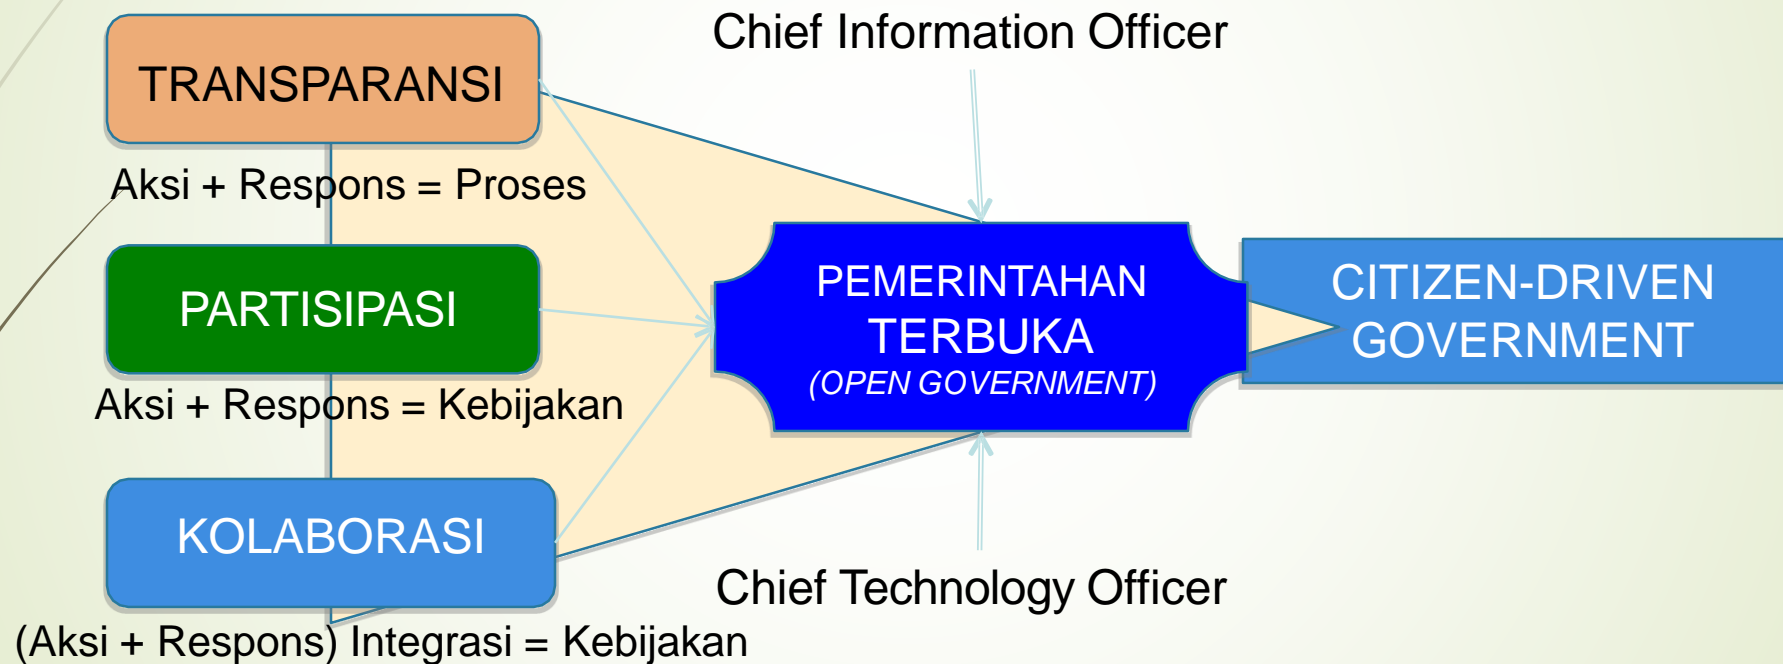 Chief Information Officer
TRANSPARANSI
Aksi + Respons = Proses
PARTISIPASI
Aksi + Respons = Kebijakan
KOLABORASI
(Aksi + Respons) Integrasi = Kebijakan
PEMERINTAHAN
TERBUKA
(OPEN GOVERNMENT)
CITIZEN-DRIVEN
GOVERNMENT
Chief Technology Officer